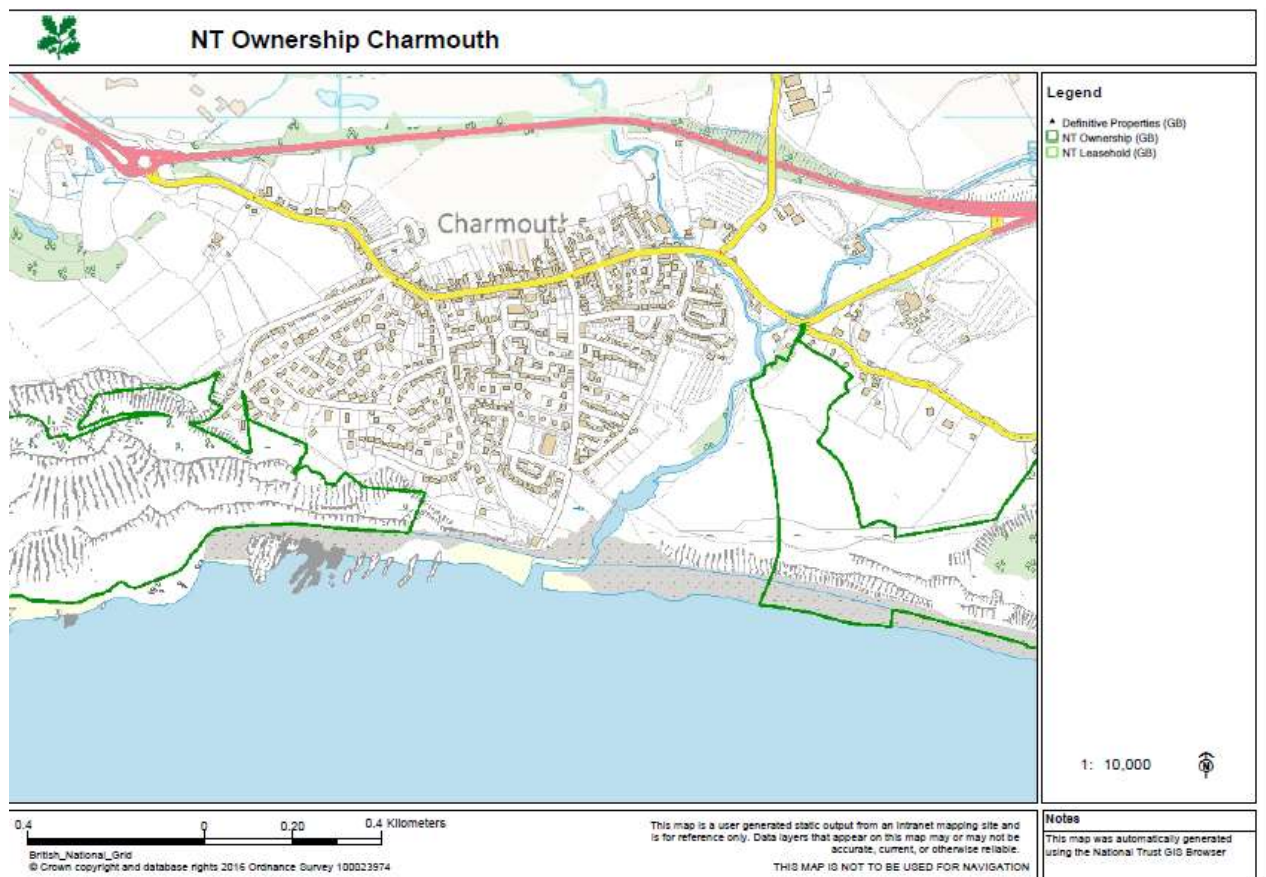 NT Ownership Charmouth
Charmouth
Legend
Definitive Properties (GB)
NT Ownership (GB)
NT Leasehold (GB)
1: 10,000
N
0.4 0 0.20 0.4 Kilometers
British_National_Grid
© Crown copyright and database rights 2016 Ordnance Survey 100023974
This map is a user generated static output from an Intranet mapping site and
is for reference only. Data layers that appear on this map may or may not be
accurate, current, or otherwise reliable.
THIS MAP IS NOT TO BE USED FOR NAVIGATION
Notes
This map was automatically generated
using the National Trust GIS Browser